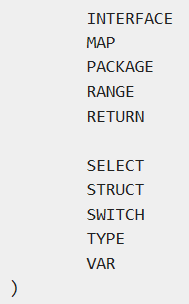 INTERFACE
MAP
PACKAGE
RANGE
RETURN
SELECT
STRUCT
SWITCH
TYPE
VAR
)